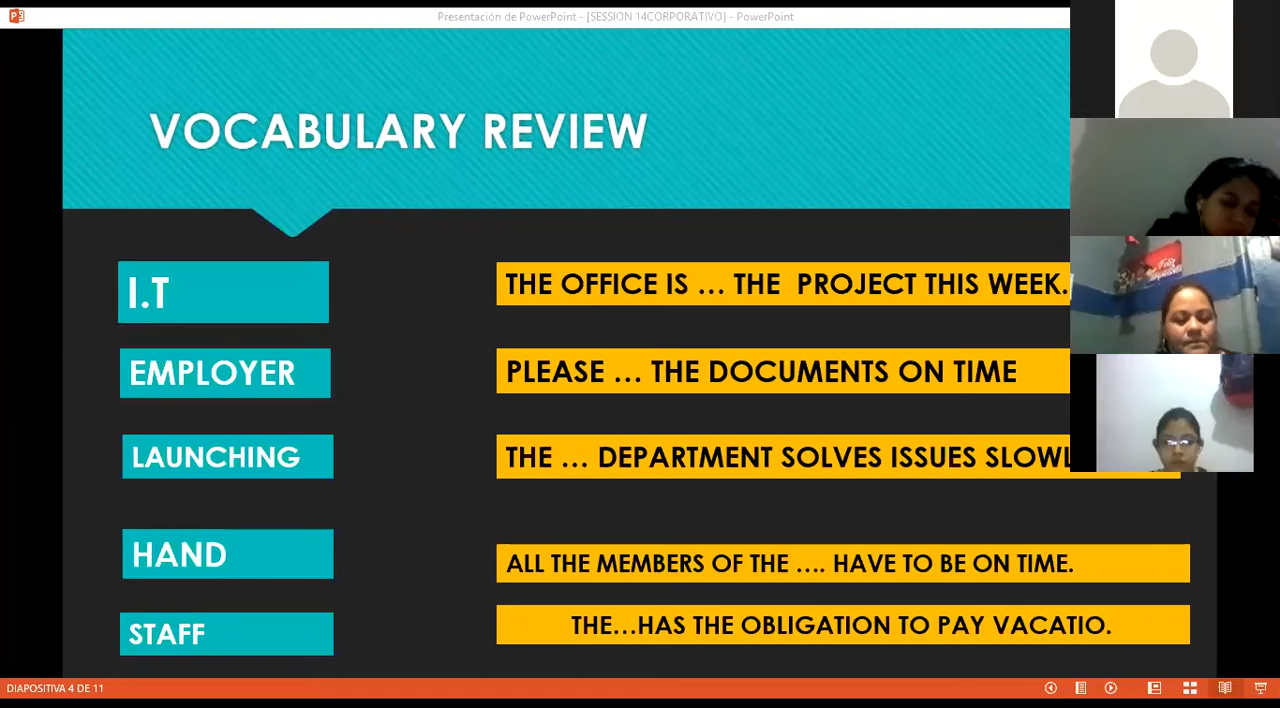 Presentación de PowerPoint - [SESSION 14CORPORATIVO] - PowerPoint
VOCABULARY REVIEW
I.T
THE OFFICE IS … THE PROJECT THIS WEEK.
EMPLOYER
PLEASE … THE DOCUMENTS ON TIME
LAUNCHING
THE … DEPARTMENT SOLVES ISSUES
HAND
ALL THE MEMBERS OF THE …. HAVE TO BE ON TIME.
STAFF
THE…HAS THE OBLIGATION TO PAY VACATIO.
DIAPOSITIVA 4 DE 11